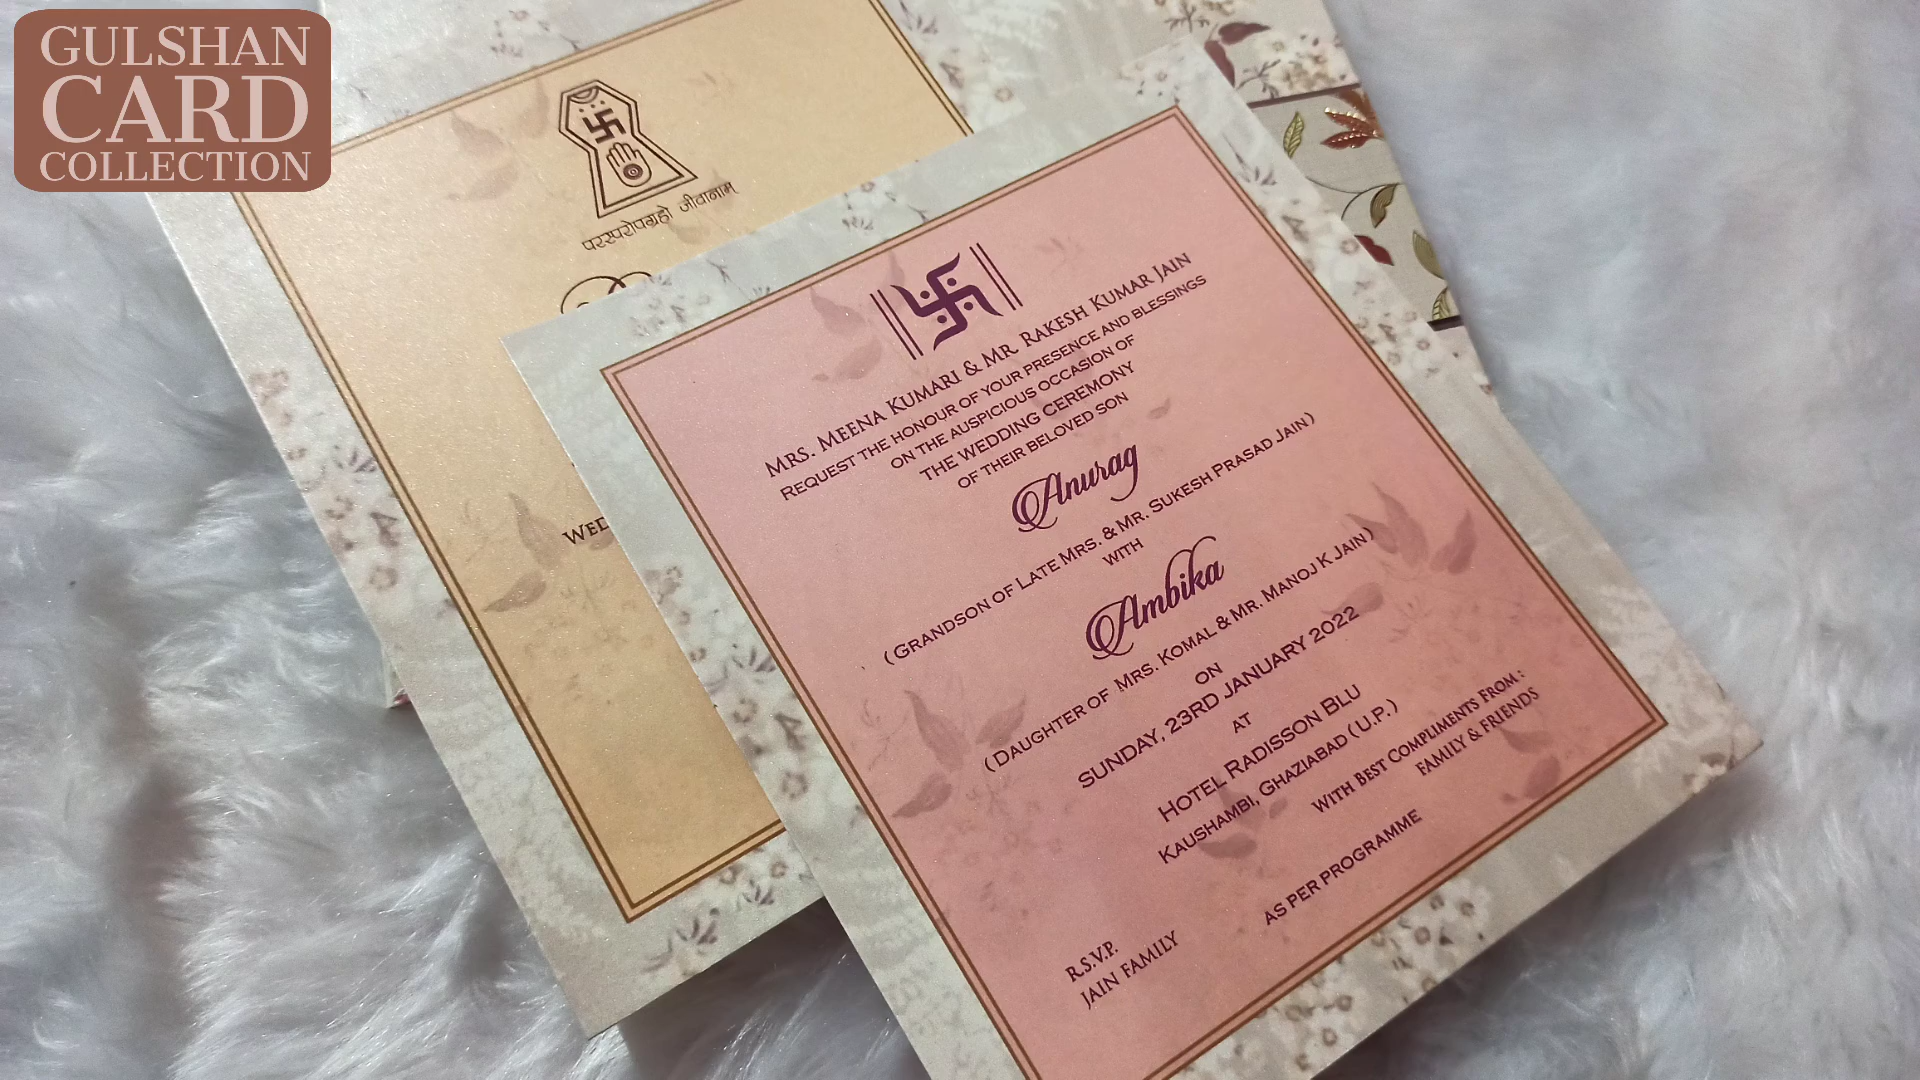 GULSHAN
CARD
COLLECTION
परस्परोपग्रहो जीवानाम्
MRS. MEENA KUMARI & MR. RAKESH KUMAR JAIN
REQUEST THE HONOUR OF YOUR PRESENCE AND BLESSINGS
ON THE AUSPICIOUS OCCASION OF
THE WEDDING CEREMONY
OF THEIR BELOVED SON
Anurag
(GRANDSON OF LATE MRS. & MR. SUKESH PRASAD JAIN)
WITH
Ambika
(DAUGHTER OF MRS. KOMAL & MR. MANOJ K JAIN)
ON
SUNDAY, 23RD JANUARY 2022
AT
HOTEL RADISSON BLU
KAUSHAMBI, GHAZIABAD (U.P.)
WITH BEST COMPLIMENTS FROM :
FAMILY & FRIENDS
AS PER PROGRAMME
R.S.V.P.
JAIN FAMILY